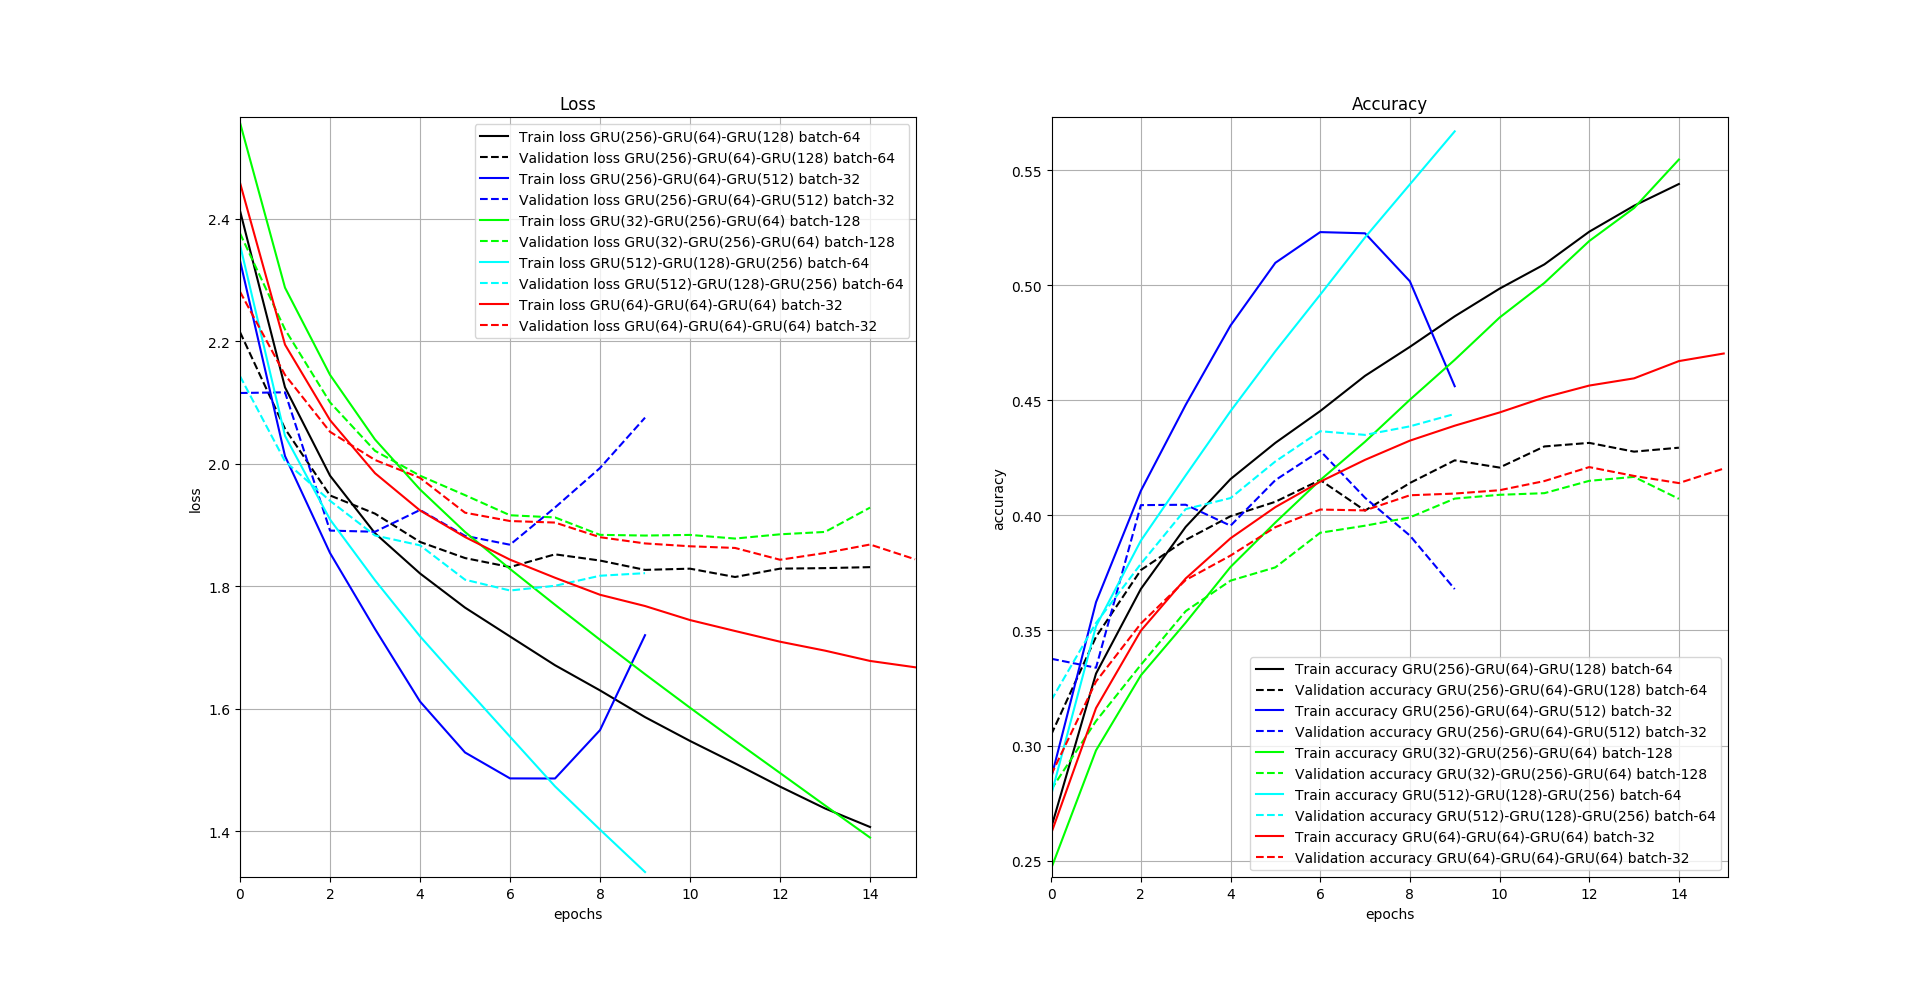 Loss
Train loss GRU(256)-GRU(64)-GRU(128) batch-64
Validation loss GRU(256)-GRU(64)-GRU(128) batch-64
Train loss GRU(256)-GRU(64)-GRU(512) batch-32
Validation loss GRU(256)-GRU(64)-GRU(512) batch-32
Train loss GRU(32)-GRU(256)-GRU(64) batch-128
Validation loss GRU(32)-GRU(256)-GRU(64) batch-128
Train loss GRU(512)-GRU(128)-GRU(256) batch-64
Validation loss GRU(512)-GRU(128)-GRU(256) batch-64
Train loss GRU(64)-GRU(64)-GRU(64) batch-32
Validation loss GRU(64)-GRU(64)-GRU(64) batch-32
2.4
2.2
2.0
1.8
1.6
1.4
loss
0
2
4
6
8
10
12
14
epochs
Accuracy
0.55
0.50
0.45
0.40
0.35
0.30
0.25
accuracy
Train accuracy GRU(256)-GRU(64)-GRU(128) batch-64
Validation accuracy GRU(256)-GRU(64)-GRU(128) batch-64
Train accuracy GRU(256)-GRU(64)-GRU(512) batch-32
Validation accuracy GRU(256)-GRU(64)-GRU(512) batch-32
Train accuracy GRU(32)-GRU(256)-GRU(64) batch-128
Validation accuracy GRU(32)-GRU(256)-GRU(64) batch-128
Train accuracy GRU(512)-GRU(128)-GRU(256) batch-64
Validation accuracy GRU(512)-GRU(128)-GRU(256) batch-64
Train accuracy GRU(64)-GRU(64)-GRU(64) batch-32
Validation accuracy GRU(64)-GRU(64)-GRU(64) batch-32
0
2
4
6
8
10
12
14
epochs